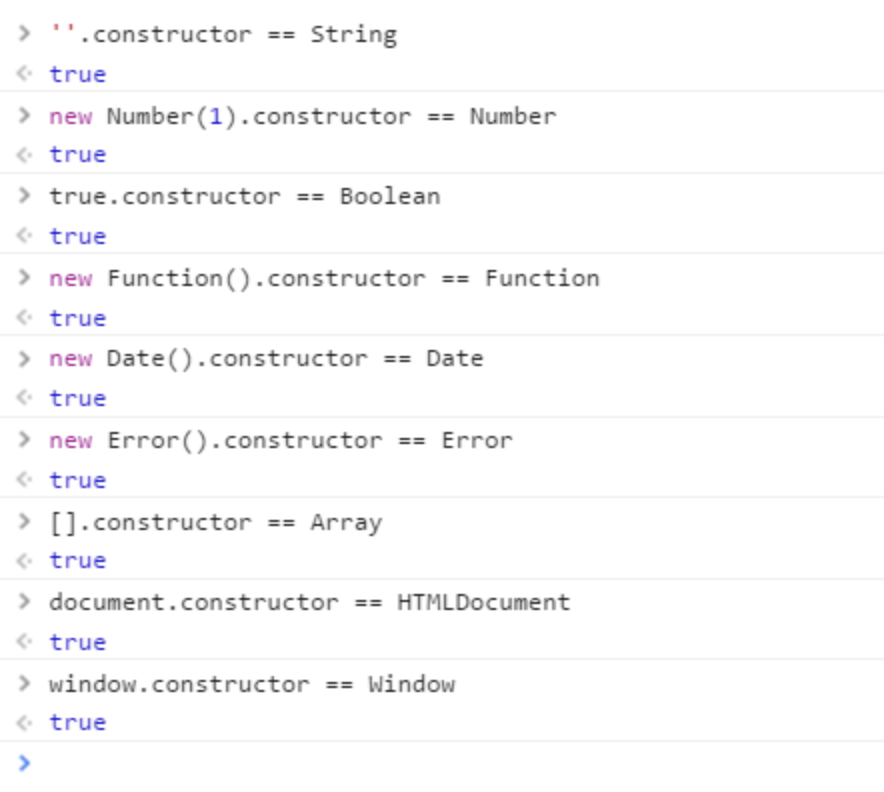 > ''.constructor == String
<· true
> new Number(1).constructor == Number
<· true
> true.constructor == Boolean
<· true
> new Function().constructor == Function
<· true
> new Date().constructor == Date
<· true
> new Error().constructor == Error
<· true
> [].constructor == Array
<· true
> document.constructor == HTMLDocument
<· true
> window.constructor == Window
<· true
>